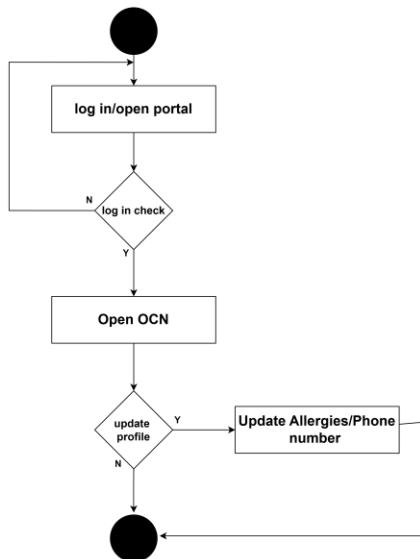 log in/open portal
N
log in check
Y
Open OCN
update
profile
Y
Update Allergies/Phone
number
N